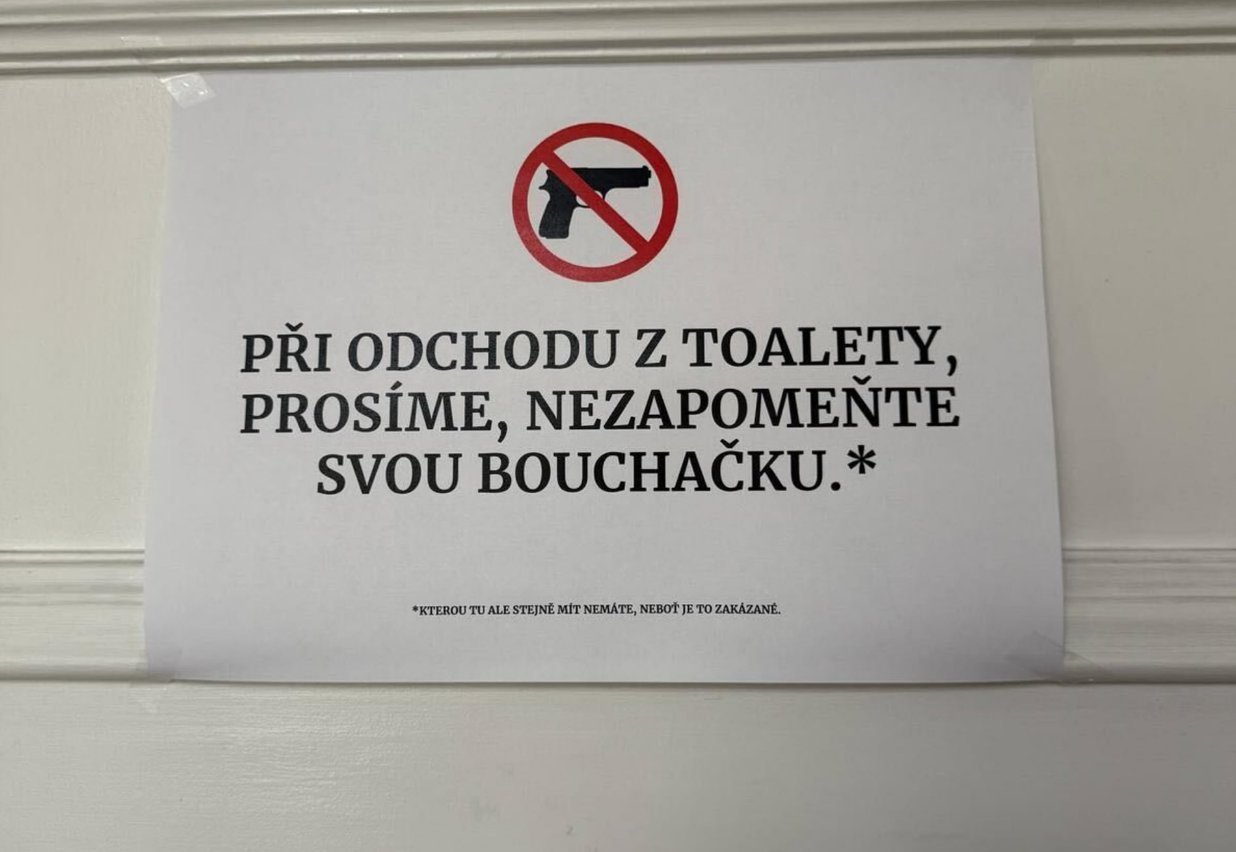 PŘI ODCHODU Z TOALETY,
PROSÍME, NEZAPOMEŇTE
SVOU BOUCHAČKU.*
*KTEROU TU ALE STEJNĚ MÍT NEMÁTE, NEBOŤ JE TO ZAKÁZANÉ.